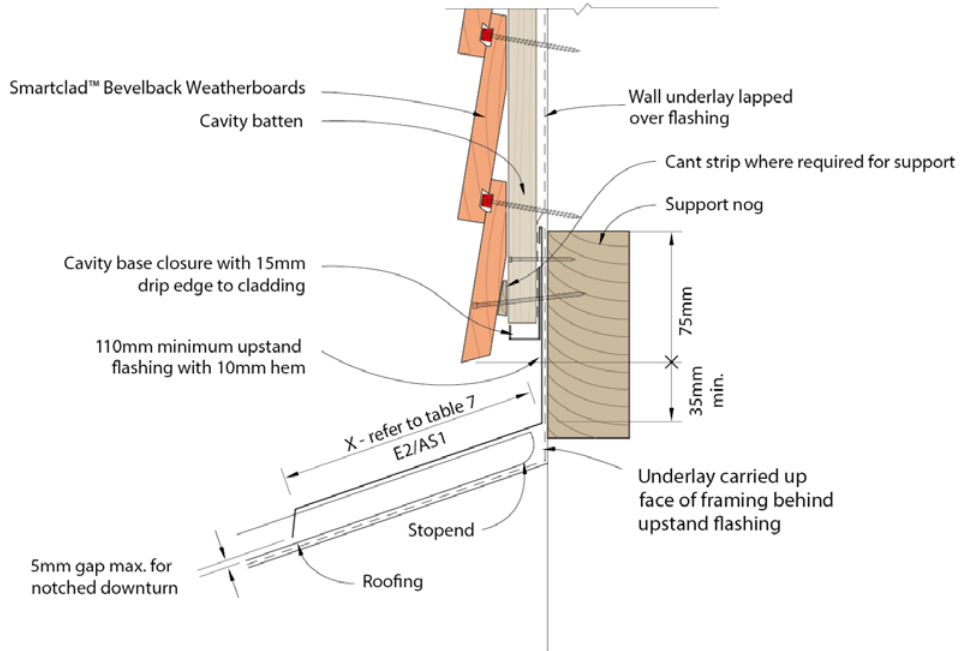 Smartclad™ Bevelback Weatherboards
Cavity batten
Wall underlay lapped
over flashing
Cant strip where required for support
Support nog
Cavity base closure with 15mm
drip edge to cladding
75mm
110mm minimum upstand
flashing with 10mm hem
35mm
min.
X - refer to table 7
E2/AS1
Underlay carried up
face of framing behind
upstand flashing
Stopend
5mm gap max. for
notched downturn
Roofing